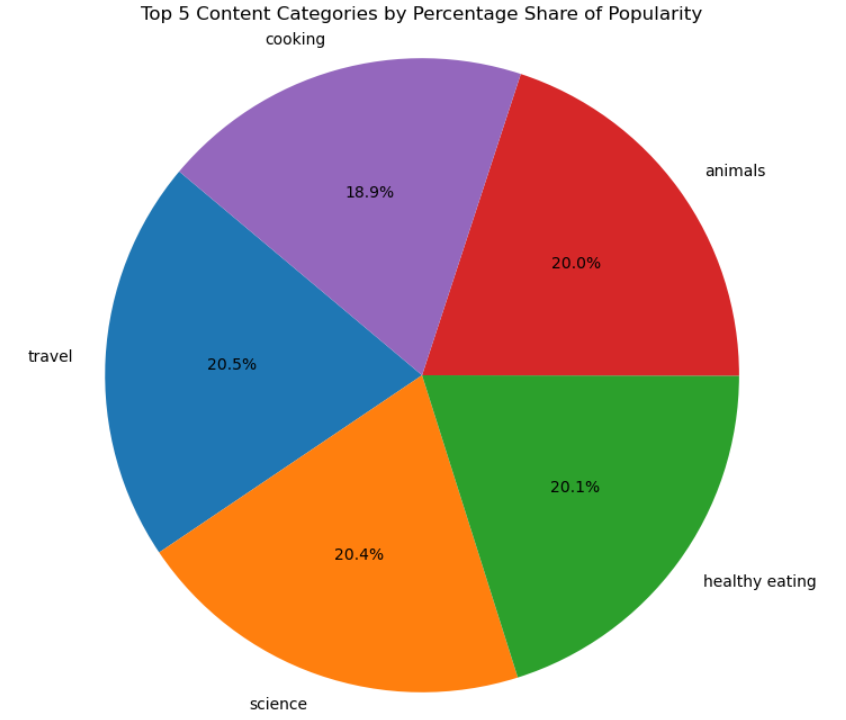 Top 5 Content Categories by Percentage Share of Popularity
cooking
animals
18.9%
20.0%
travel
20.5%
20.1%
20.4%
healthy eating
science